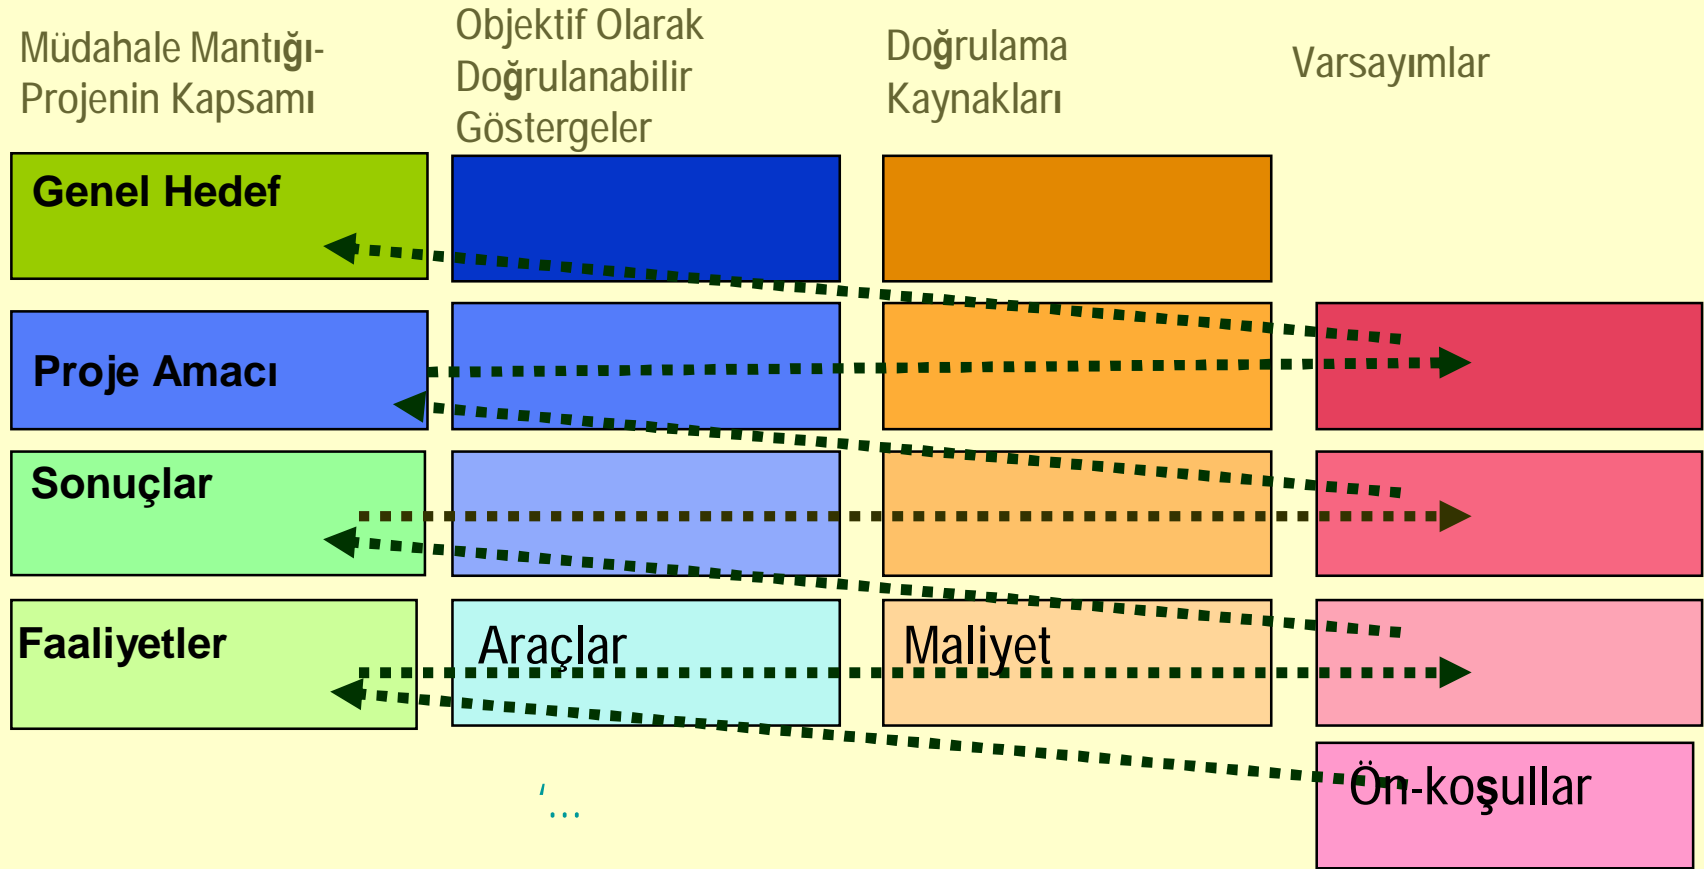 Müdahale Mantığı-
Projenin Kapsamı
Objektif Olarak
Doğrulanabilir
Göstergeler
Doğrulama
Kaynakları
Varsayımlar
Genel Hedef
Proje Amacı
Sonuçlar
Faaliyetler
Araçlar
Maliyet
Ön-koşullar
‘...